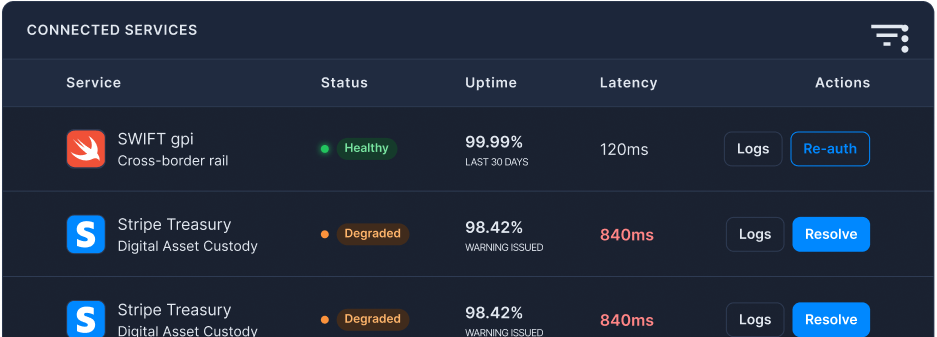 CONNECTED SERVICES
Service Status Uptime Latency Actions
SWIFT gpi
Cross-border rail
Healthy
99.99%
LAST 30 DAYS
120ms
Logs
Re-auth
S
Stripe Treasury
Digital Asset Custody
Degraded
98.42%
WARNING ISSUED
840ms
Logs
Resolve
S
Stripe Treasury
Digital Asset Custody
Degraded
98.42%
WARNING ISSUED
840ms
Logs
Resolve